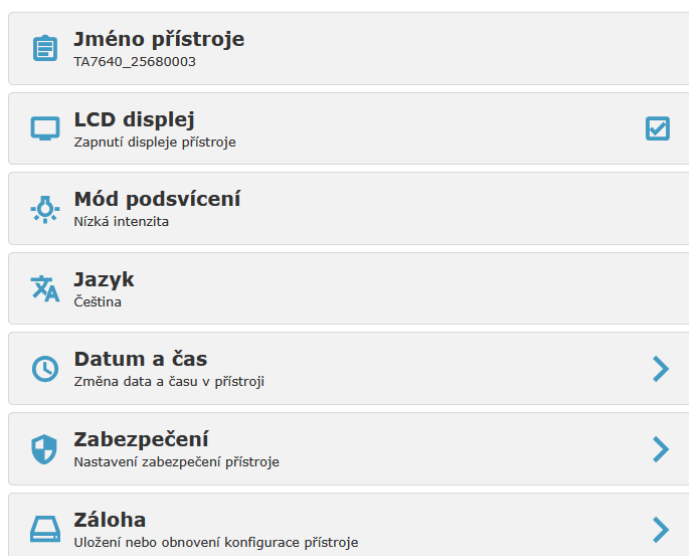 Jméno přístroje
TA7640_25680003
LCD displej
Zapnutí displeje přístroje
Mód podsvícení
Nízká intenzita
Jazyk
Čeština
Datum a čas
Změna data a času v přístroji
Zabezpečení
Nastavení zabezpečení přístroje
Záloha
Uložení nebo obnovení konfigurace přístroje